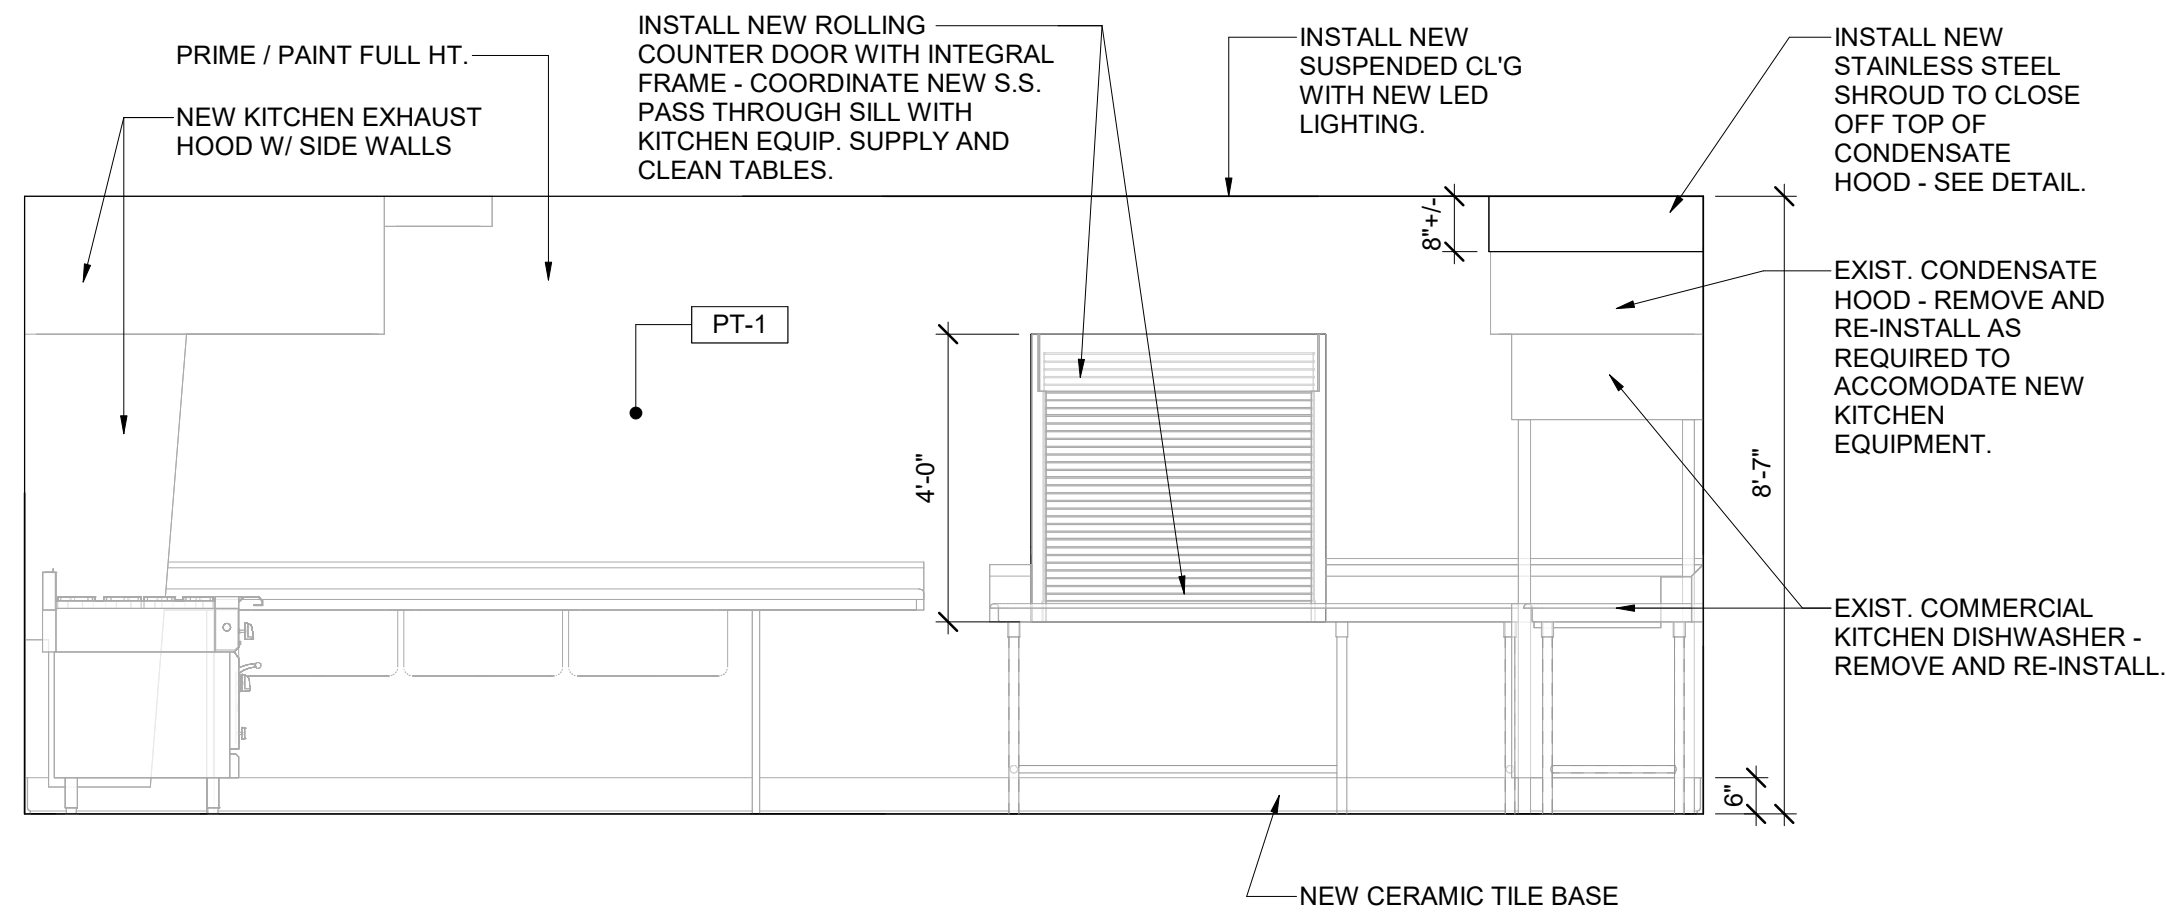 PRIME / PAINT FULL HT.
NEW KITCHEN EXHAUST
HOOD W/ SIDE WALLS
INSTALL NEW ROLLING
COUNTER DOOR WITH INTEGRAL
FRAME - COORDINATE NEW S.S.
PASS THROUGH SILL WITH
KITCHEN EQUIP. SUPPLY AND
CLEAN TABLES.
INSTALL NEW
SUSPENDED CL'G
WITH NEW LED
LIGHTING.
INSTALL NEW
STAINLESS STEEL
SHROUD TO CLOSE
OFF TOP OF
CONDENSATE
HOOD - SEE DETAIL.
8"+/-
EXIST. CONDENSATE
HOOD - REMOVE AND
RE-INSTALL AS
REQUIRED TO
ACCOMODATE NEW
KITCHEN
EQUIPMENT.
PT-1
4'-0"
8'-7"
EXIST. COMMERCIAL
KITCHEN DISHWASHER -
REMOVE AND RE-INSTALL.
6"
NEW CERAMIC TILE BASE